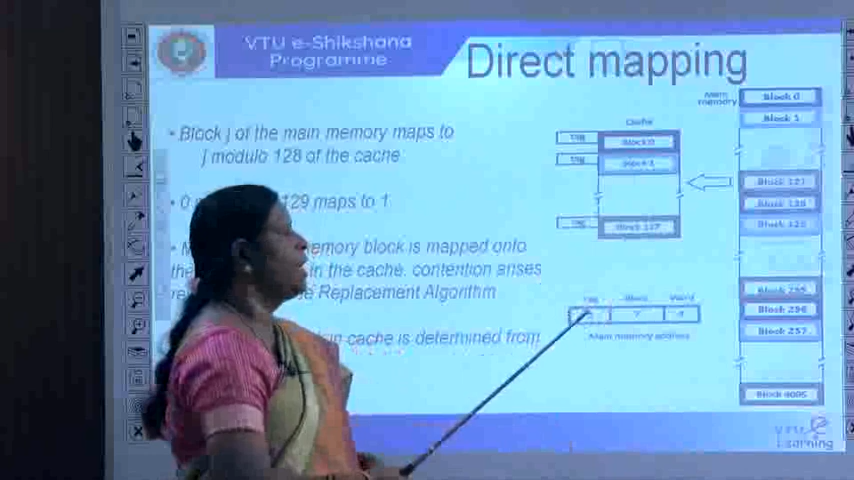 VTU e-Shikshana
Programme
Direct mapping
• Block j of the main memory maps to
j modulo 128 of the cache
• 0
129 maps to 1
memory block is mapped onto
the
in the cache, contention arises
Replacement Algorithm
cache is determined from
Cache
tag
Block 0
tag
Block 1
tag
Block 127
Main
memory
Block 0
Block 1
Block 127
Block 128
Block 129
Block 255
Block 256
Block 257
Block 4095
Tag
Block
Word
7
4
Main memory address
VTU
Learning